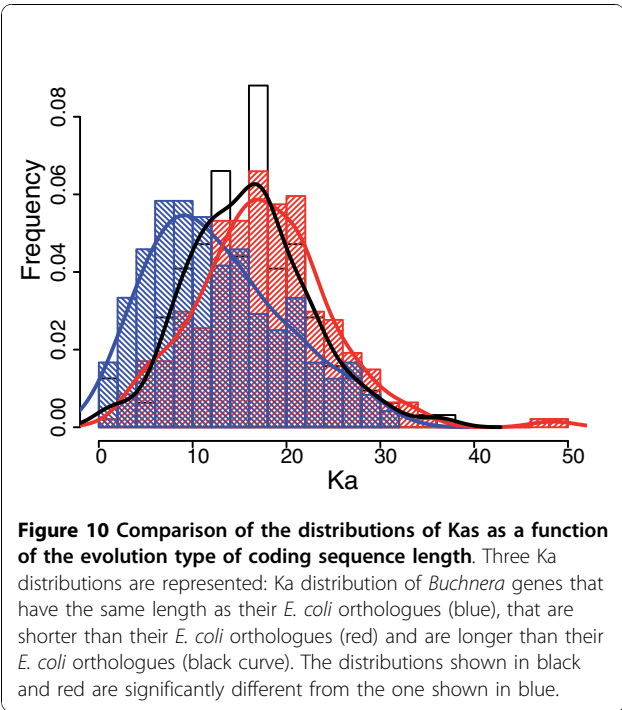 0.08
0.06
0.04
0.02
0.00
Frequency
0 10 20 30 40 50
Ka
Figure 10 Comparison of the distributions of Kas as a function
of the evolution type of coding sequence length. Three Ka
distributions are represented: Ka distribution of Buchnera genes that
have the same length as their E. coli orthologues (blue), that are
shorter than their E. coli orthologues (red) and are longer than their
E. coli orthologues (black curve). The distributions shown in black
and red are significantly different from the one shown in blue.